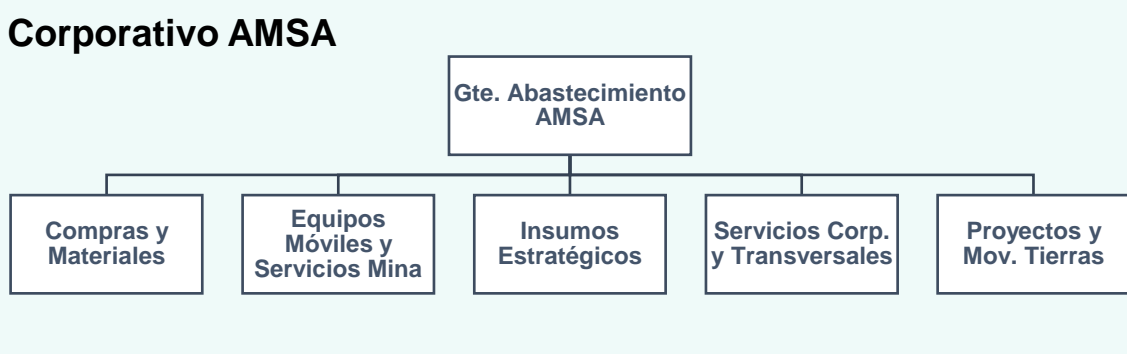 Corporativo AMSA
Gte. Abastecimiento
AMSA
Compras y
Materiales
Equipos
Móviles y
Servicios Mina
Insumos
Estratégicos
Servicios Corp.
y Transversales
Proyectos y
Mov. Tierras